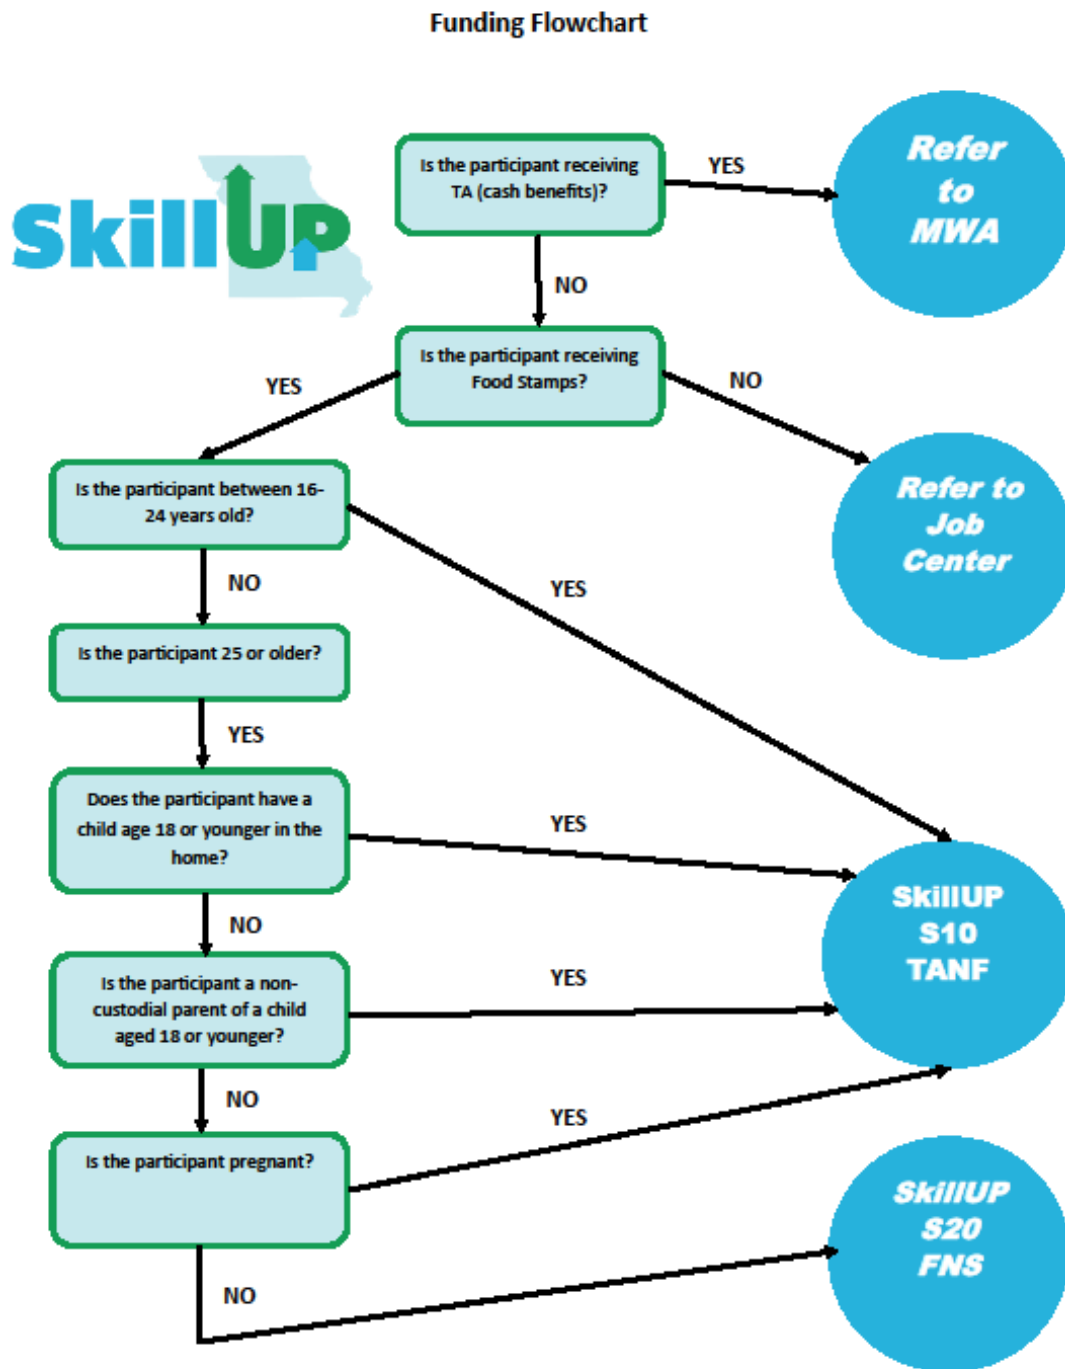 Funding Flowchart
Is the participant receiving
TA (cash benefits)?
YES
Refer
to
MWA
SkillUP
NO
Is the participant receiving
Food Stamps?
YES
NO
Is the participant between 16-
24 years old?
Refer to
Job
Center
NO
YES
Is the participant 25 or older?
YES
Does the participant have a
child age 18 or younger in the
home?
YES
SkillUP
S10
TANF
NO
Is the participant a non-
custodial parent of a child
aged 18 or younger?
YES
NO
YES
Is the participant pregnant?
SkillUP
S20
FNS
NO